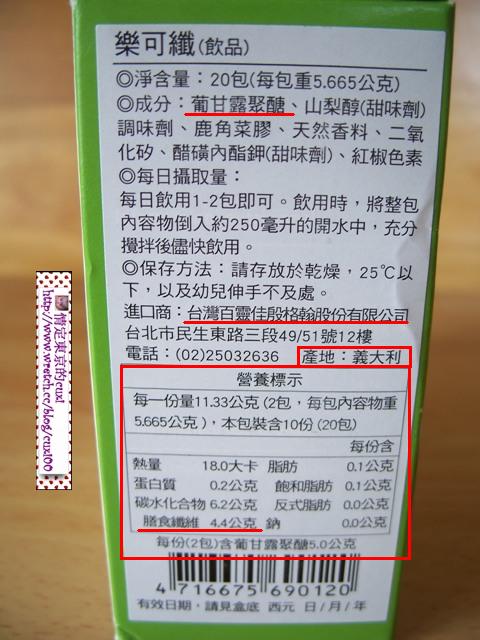 樂可纖(飲品)
◎淨含量：20包(每包重5.665公克)
◎成分：葡甘露聚醣、山梨醇(甜味劑)
調味劑、鹿角菜膠、天然香料、二氧
化矽、醋磺內酯鉀(甜味劑)、紅椒色素
◎每日攝取量：
每日飲用1-2包即可。飲用時，將整包
內容物倒入約250毫升的開水中，充分
攪拌後儘快飲用。
◎保存方法：請存放於乾燥，25℃以
下，以及幼兒伸手不及處。
進口商：台灣百靈佳殷格翰股份有限公司
台北市民生東路三段49/51號12樓
電話：(02)25032636 產地：義大利
營養標示
每一份量11.33公克(2包，每包內容物重
5.665公克)，本包裝含10份(20包)
每份含
熱量 18.0大卡 脂肪 0.1公克
蛋白質 0.2公克 飽和脂肪 0.1公克
碳水化合物 6.2公克 反式脂肪 0.0公克
膳食纖維 4.4公克 鈉 0.0公克
每份(2包)含葡甘露聚醣5.0公克
4 716675 690120
有效日期，請見盒底 西元 日/月/年
情定東京的cuxl
http://www.wretch.cc/blog/cux100